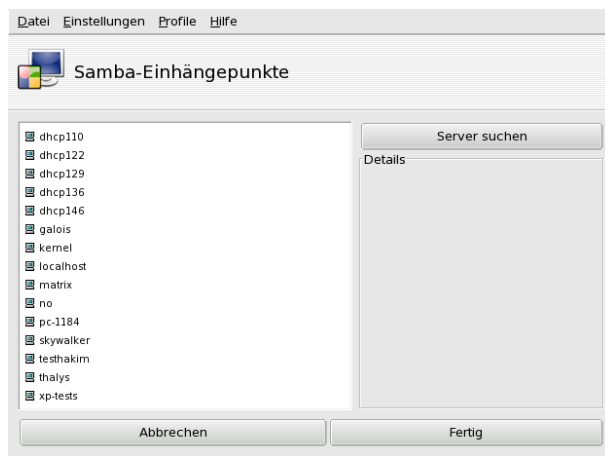 Datei Einstellungen Profile Hilfe
Samba-Einhängepunkte
dhcp110
dhcp122
dhcp129
dhcp136
dhcp146
galois
kernel
localhost
matrix
no
pc-1184
skywalker
testhakim
thalys
xp-tests
Server suchen
Details
Abbrechen Fertig